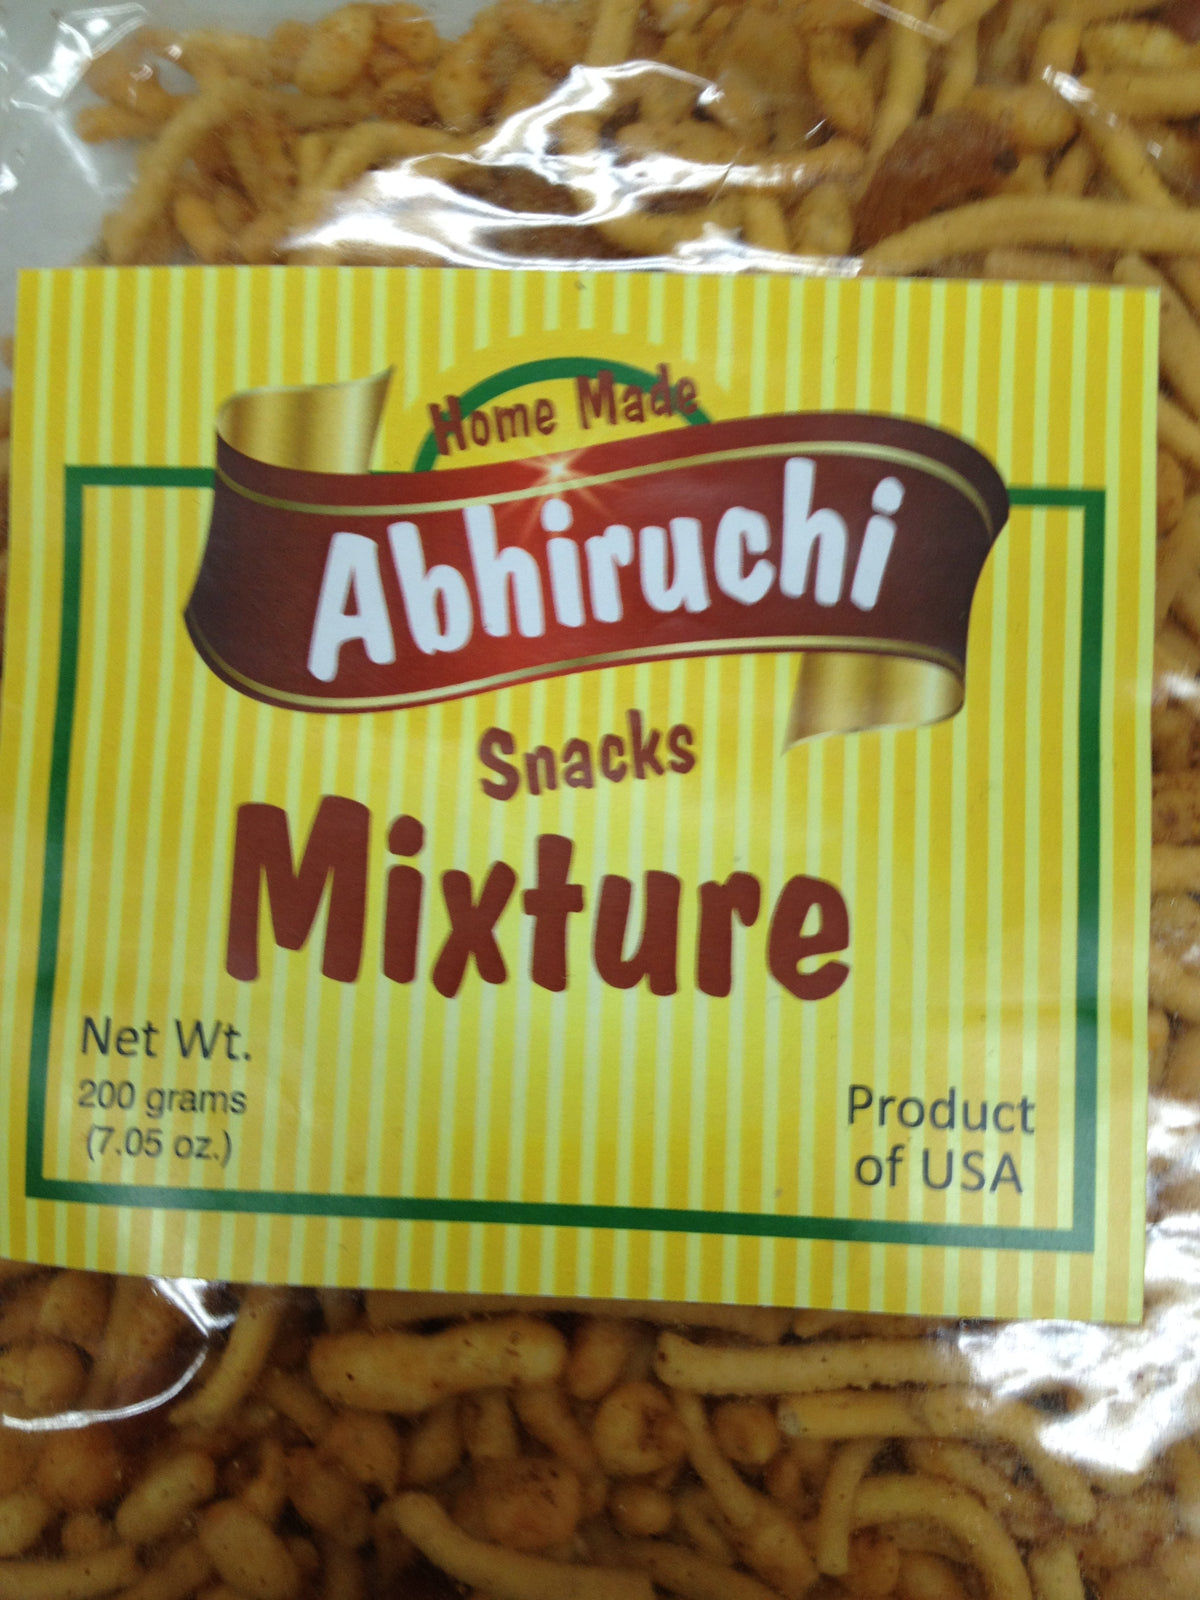 Home Made
Abhiruchi
Snacks
Mixture
Net Wt.
200 grams
(7.05 oz.)
Product
of USA